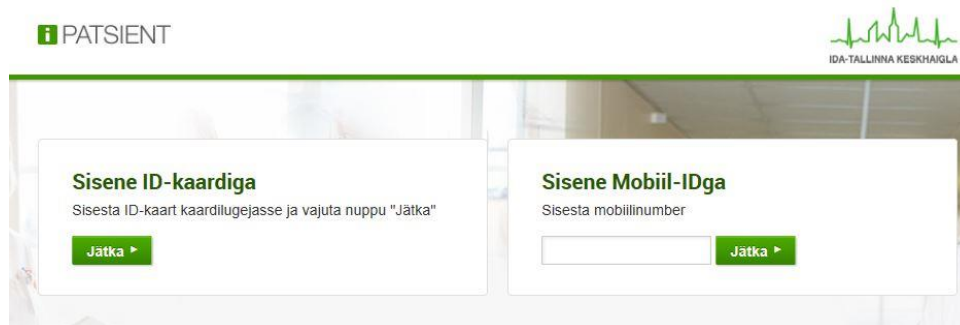 i PATSIENT
IDA-TALLINNA KESKHAIGLA
Sisene ID-kaardiga
Sisesta ID-kaart kaardilugejasse ja vajuta nuppu "Jätka"
Jätka
Sisene Mobiil-IDga
Sisesta mobiilinumber
Jätka